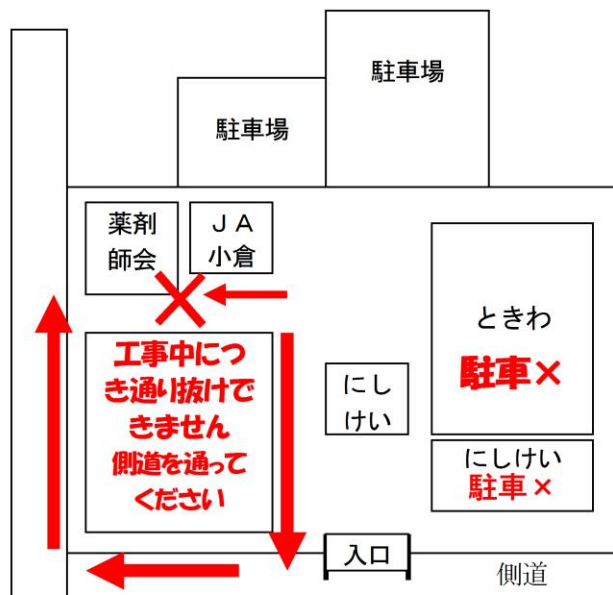 駐車場
駐車場
薬剤
師会
ＪＡ
小倉
ときわ
駐車×
工事中につ
き通り抜けで
きません
側道を通って
ください
にし
けい
にしけい
駐車×
入口
側道